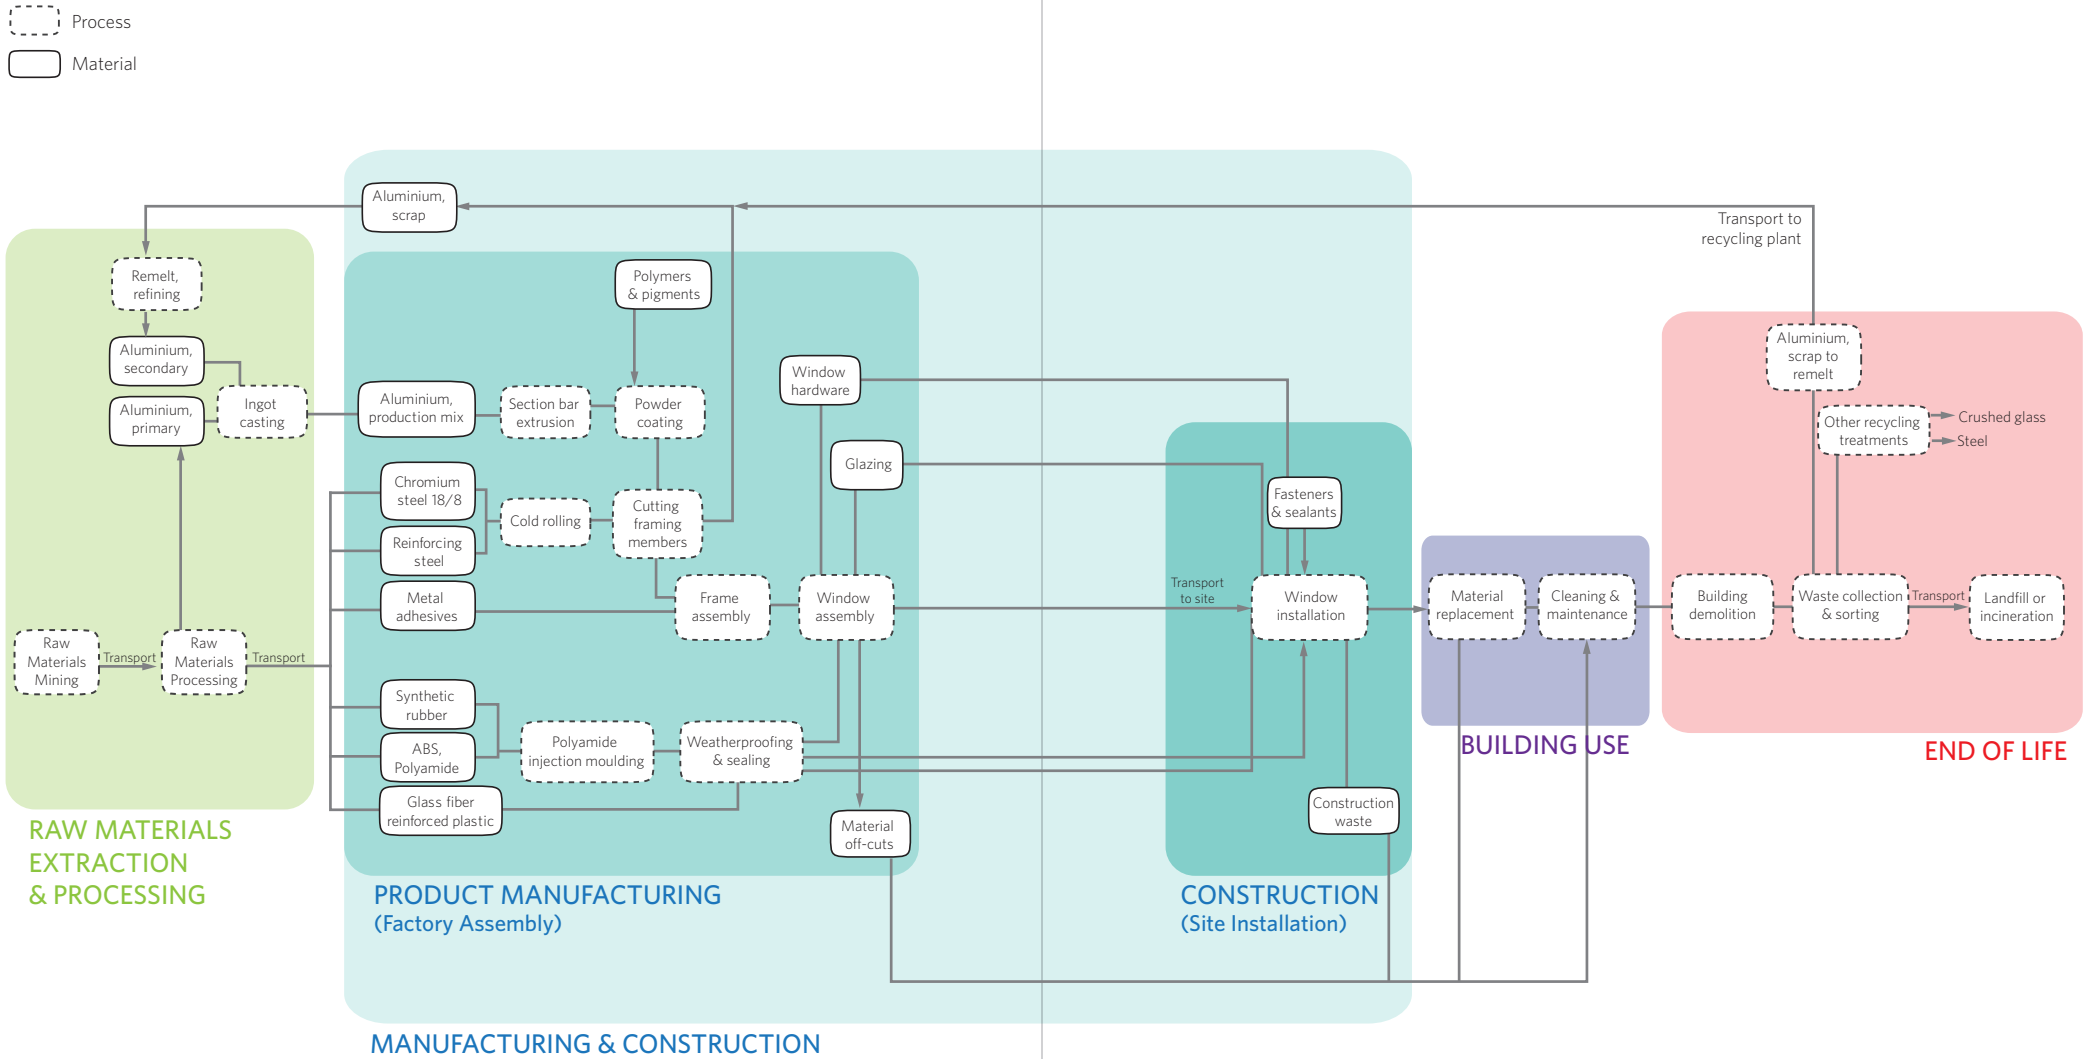 Process
Material
Aluminium,
scrap
Transport to
recycling plant
Remelt,
refining
Aluminium,
secondary
Aluminium,
primary
Ingot
casting
Raw
Materials
Mining
Transport
Raw
Materials
Processing
Transport
RAW MATERIALS
EXTRACTION
& PROCESSING
Polymers
& pigments
Aluminium,
production mix
Section bar
extrusion
Powder
coating
Window
hardware
Glazing
Chromium
steel 18/8
Reinforcing
steel
Cold rolling
Cutting
framing
members
Metal
adhesives
Frame
assembly
Window
assembly
Synthetic
rubber
ABS,
Polyamide
Polyamide
injection moulding
Weatherproofing
& sealing
Glass fiber
reinforced plastic
Material
off-cuts
PRODUCT MANUFACTURING
(Factory Assembly)
Fasteners
& sealants
Transport
to site
Window
installation
Construction
waste
CONSTRUCTION
(Site Installation)
MANUFACTURING & CONSTRUCTION
Material
replacement
Cleaning &
maintenance
BUILDING USE
Aluminium,
scrap to
remelt
Other recycling
treatments
Crushed glass
Steel
Building
demolition
Waste collection
& sorting
Transport
Landfill or
incineration
END OF LIFE